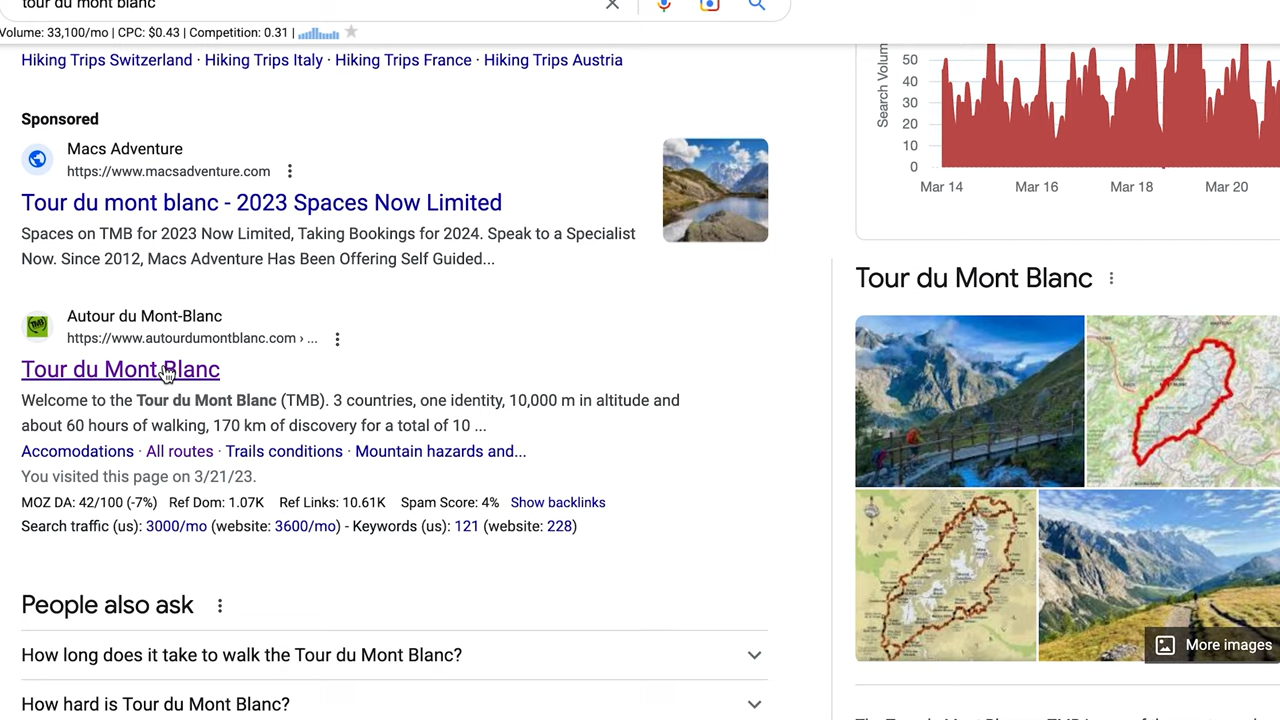 tour du mont blanc
Volume: 33,100/mo | CPC: $0.43 | Competition: 0.31 |
Hiking Trips Switzerland · Hiking Trips Italy · Hiking Trips France · Hiking Trips Austria
Sponsored
Macs Adventure
https://www.macsadventure.com
Tour du mont blanc - 2023 Spaces Now Limited
Spaces on TMB for 2023 Now Limited, Taking Bookings for 2024. Speak to a Specialist
Now. Since 2012, Macs Adventure Has Been Offering Self Guided...
TMB
Autour du Mont-Blanc
https://www.autourdumontblanc.com › ...
Tour du Mont Blanc
Welcome to the Tour du Mont Blanc (TMB). 3 countries, one identity, 10,000 m in altitude and
about 60 hours of walking, 170 km of discovery for a total of 10 ...
Accomodations · All routes · Trails conditions · Mountain hazards and...
You visited this page on 3/21/23.
MOZ DA: 42/100 (-7%) Ref Dom: 1.07K Ref Links: 10.61K Spam Score: 4% Show backlinks
Search traffic (us): 3000/mo (website: 3600/mo) - Keywords (us): 121 (website: 228)
People also ask
How long does it take to walk the Tour du Mont Blanc?
How hard is Tour du Mont Blanc?
Search Volum
50
40
30
20
10
0
Mar 14 Mar 16 Mar 18 Mar 20
Tour du Mont Blanc
More images